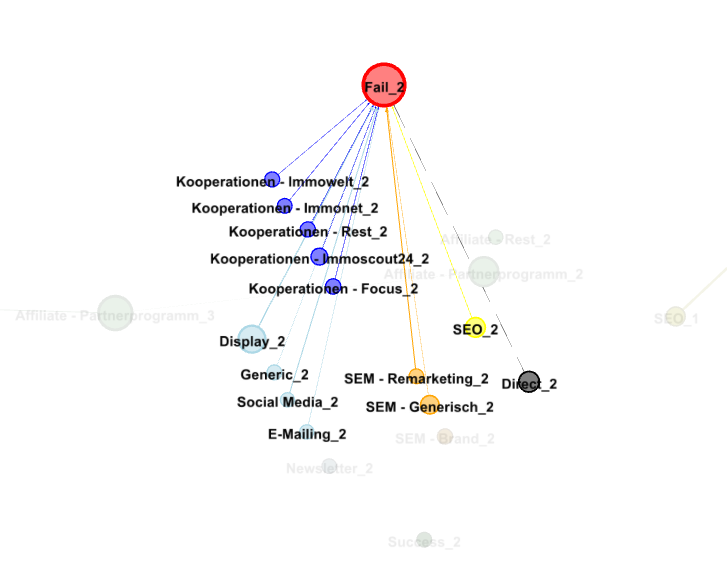 Fail_2
Kooperationen - Immowelt_2
Kooperationen - Immonet_2
Kooperationen - Rest_2
Affiliate - Rest_2
Kooperationen - Immoscout24_2
Affiliate - Partnerprogramm_2
Kooperationen - Focus_2
Affiliate - Partnerprogramm_3
SEO_1
SEO_2
Display_2
Generic_2
SEM - Remarketing_2
Direct_2
Social Media_2
SEM - Generisch_2
E-Mailing_2
SEM - Brand_2
Newsletter_2
Success_2